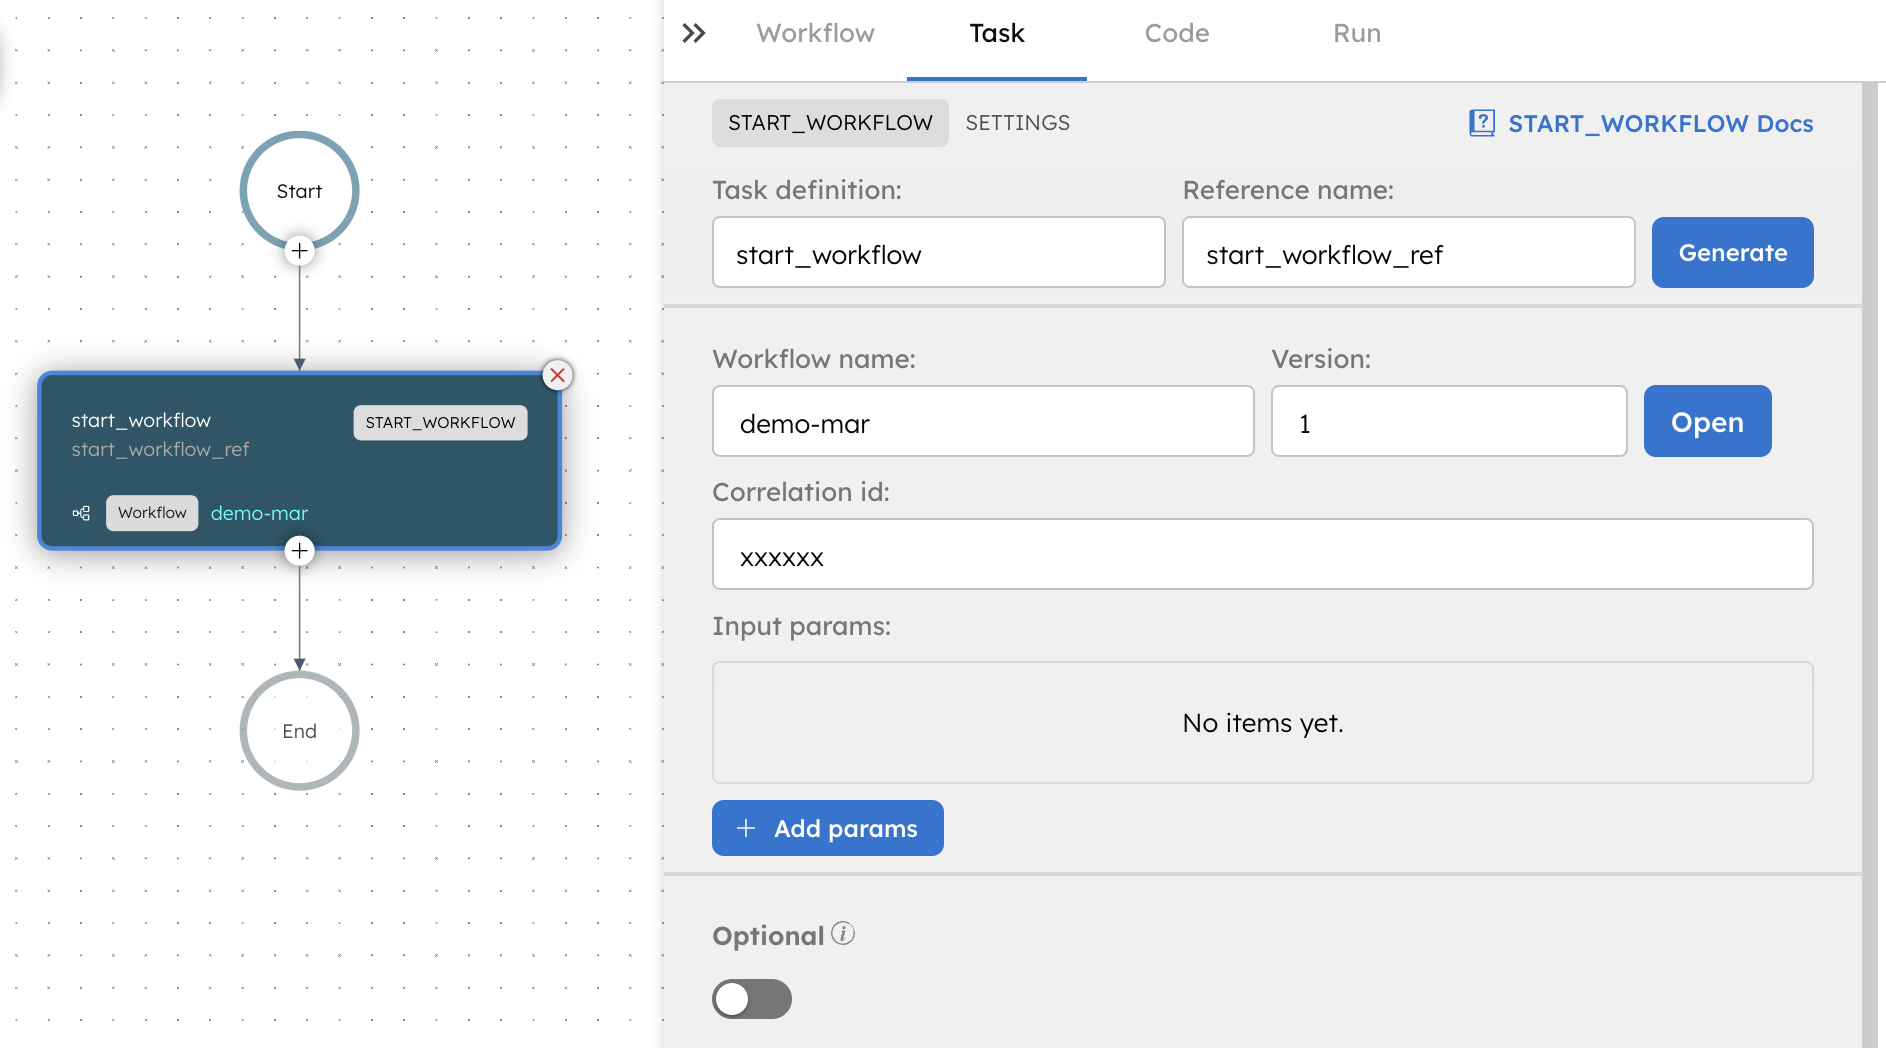 Start
start_workflow
START_WORKFLOW
start_workflow_ref
Workflow demo-mar
End
Workflow Task Code Run
START_WORKFLOW SETTINGS
START_WORKFLOW Docs
Task definition:
Reference name:
start_workflow
start_workflow_ref
Generate
Workflow name:
Version:
demo-mar
1
Open
Correlation id:
xxxxxx
Input params:
No items yet.
+ Add params
Optional